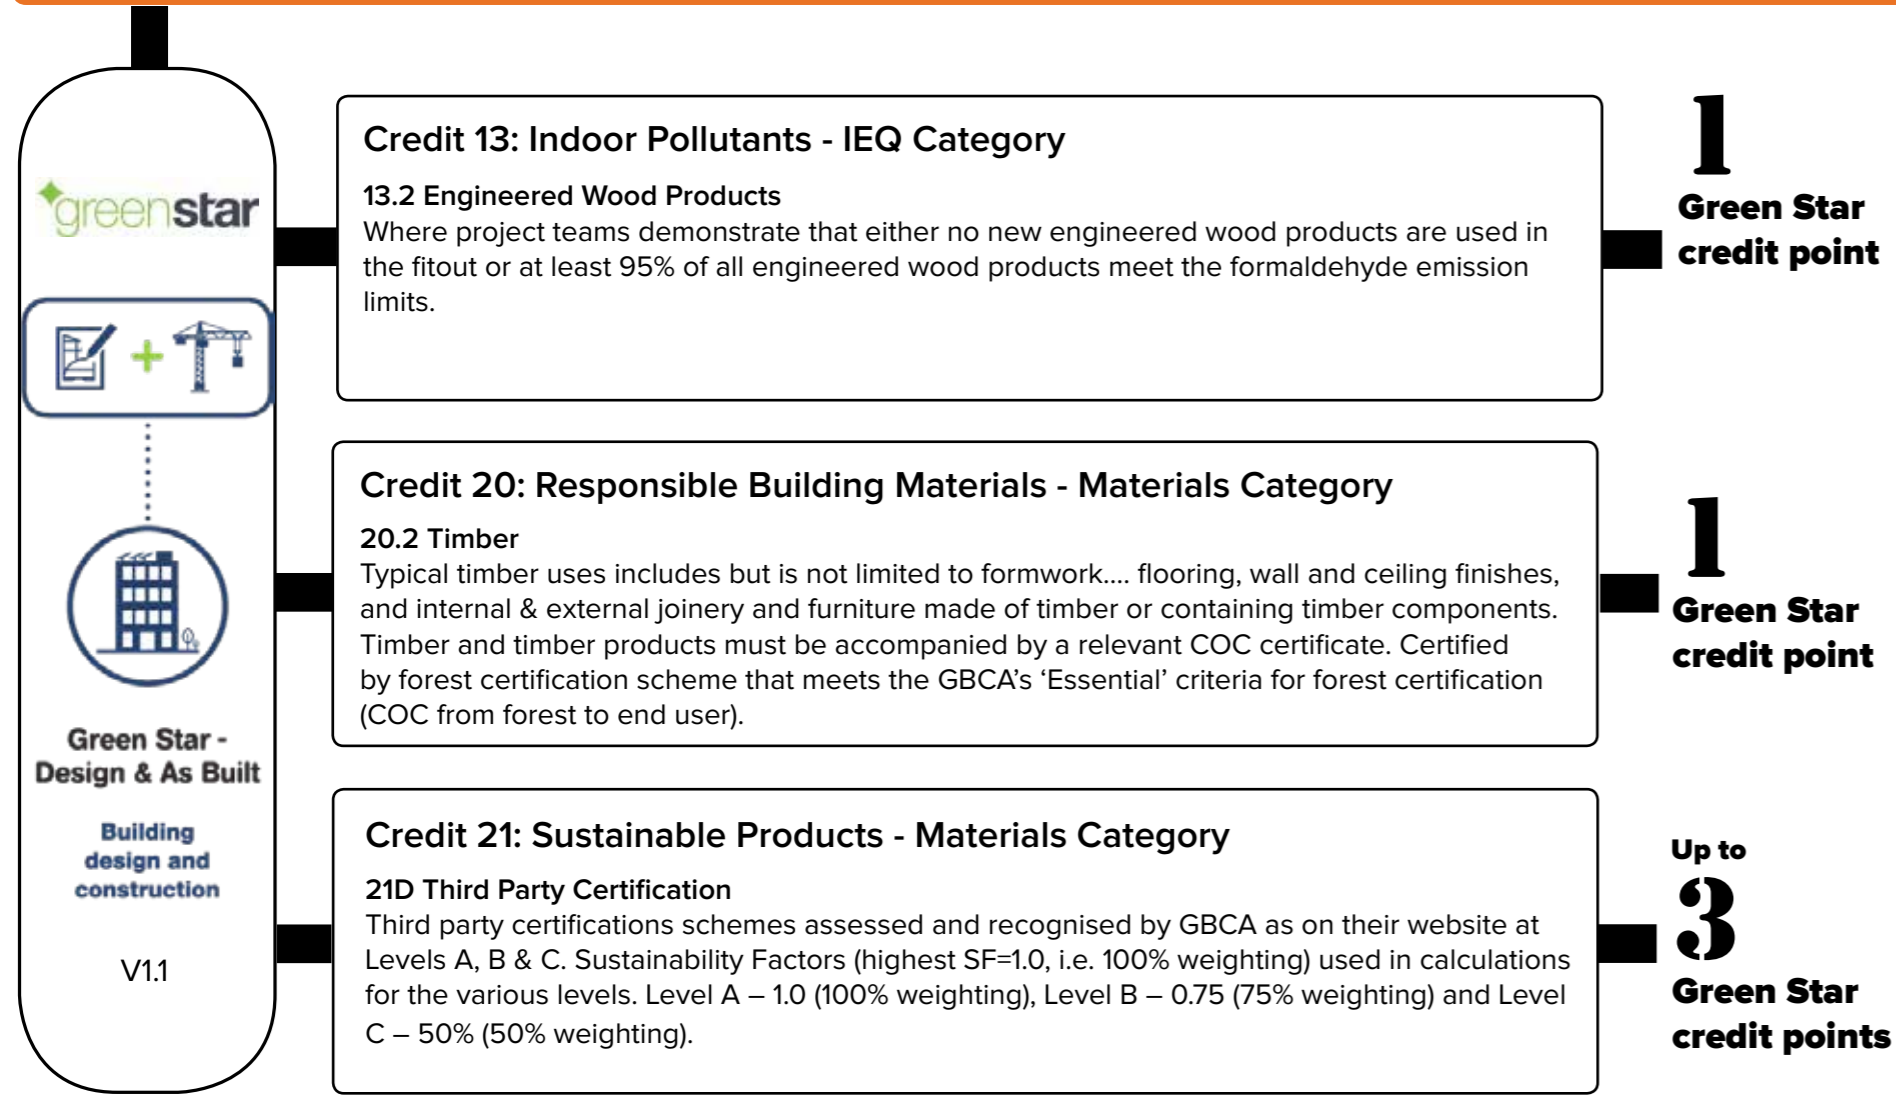 greenstar
Green Star -
Design & As Built
Building
design and
construction
V1.1
Credit 13: Indoor Pollutants - IEQ Category
13.2 Engineered Wood Products
Where project teams demonstrate that either no new engineered wood products are used in
the fitout or at least 95% of all engineered wood products meet the formaldehyde emission
limits.
1
Green Star
credit point
Credit 20: Responsible Building Materials - Materials Category
20.2 Timber
Typical timber uses includes but is not limited to formwork.... flooring, wall and ceiling finishes,
and internal & external joinery and furniture made of timber or containing timber components.
Timber and timber products must be accompanied by a relevant COC certificate. Certified
by forest certification scheme that meets the GBCA’s ‘Essential’ criteria for forest certification
(COC from forest to end user).
1
Green Star
credit point
Credit 21: Sustainable Products - Materials Category
21D Third Party Certification
Third party certifications schemes assessed and recognised by GBCA as on their website at
Levels A, B & C. Sustainability Factors (highest SF=1.0, i.e. 100% weighting) used in calculations
for the various levels. Level A – 1.0 (100% weighting), Level B – 0.75 (75% weighting) and Level
C – 50% (50% weighting).
Up to
3
Green Star
credit points